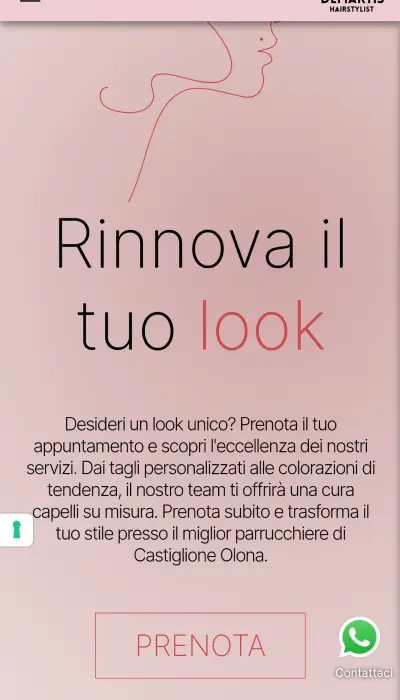 HAIRSTYLIST
Rinnova il
tuo look
Desideri un look unico? Prenota il tuo
appuntamento e scopri l'eccellenza dei nostri
servizi. Dai tagli personalizzati alle colorazioni di
tendenza, il nostro team ti offrirà una cura
capelli su misura. Prenota subito e trasforma il
tuo stile presso il miglior parrucchiere di
Castiglione Olona.
PRENOTA
Contattaci